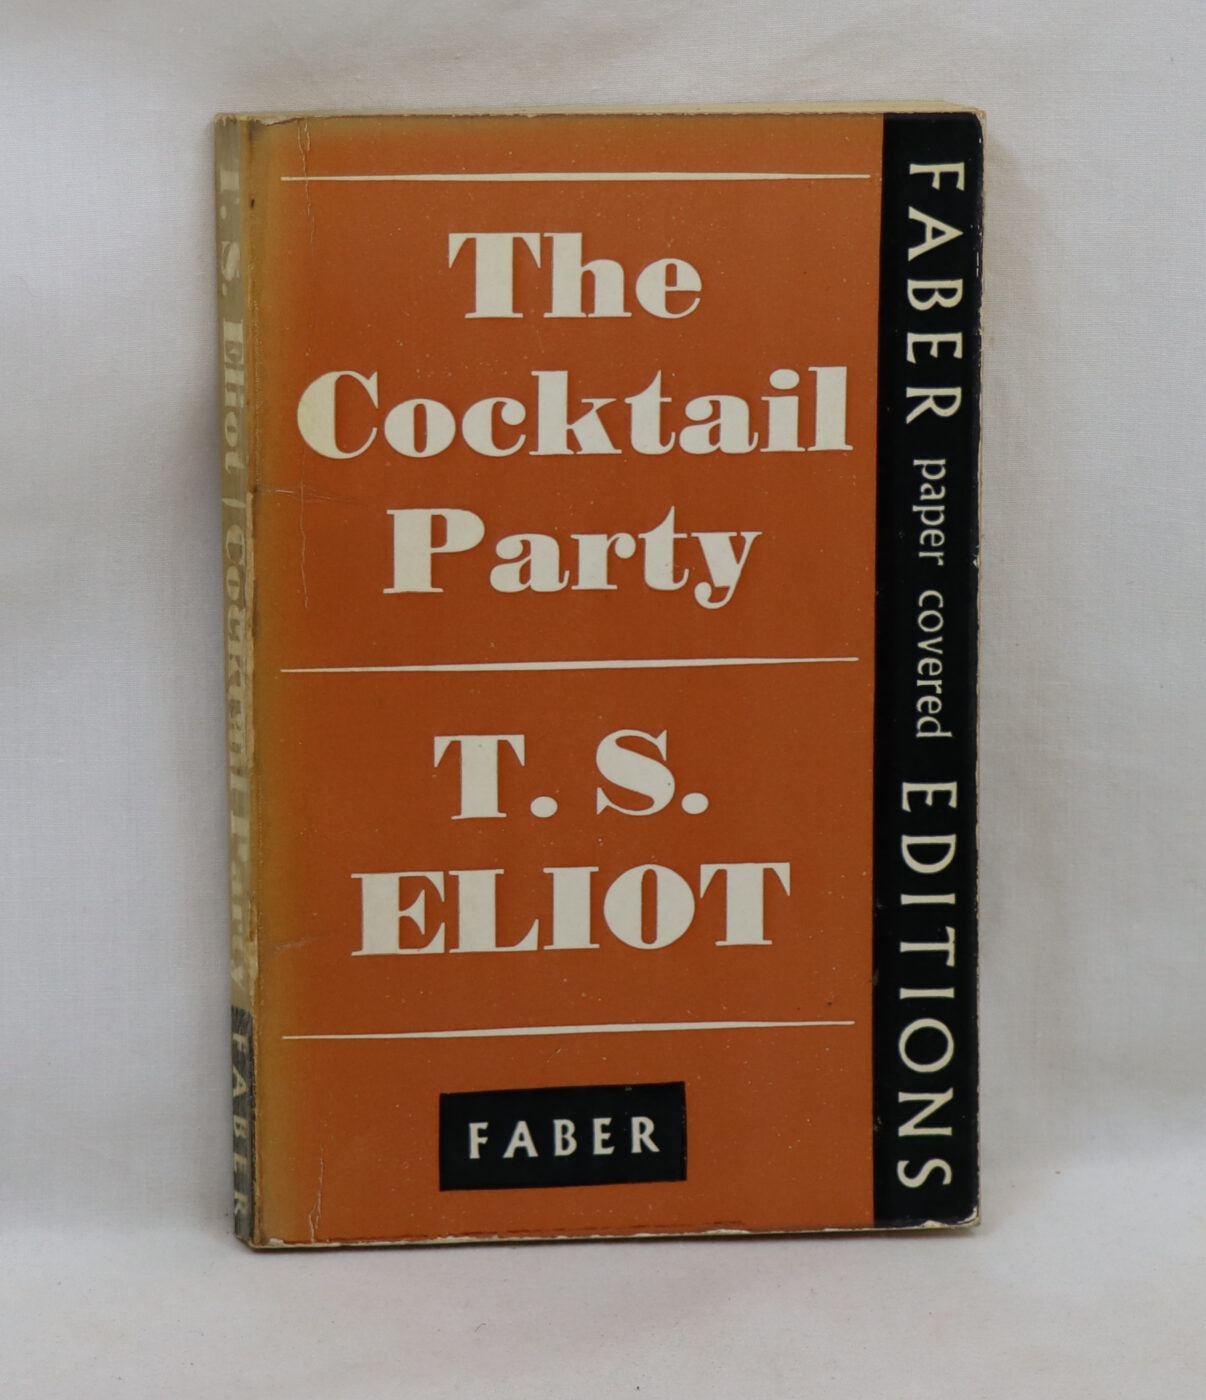 The
Cocktail
Party
T. S.
ELIOT
FABER
FABER paper covered EDITIONS
T. S. Eliot / Cocktail Party FABER